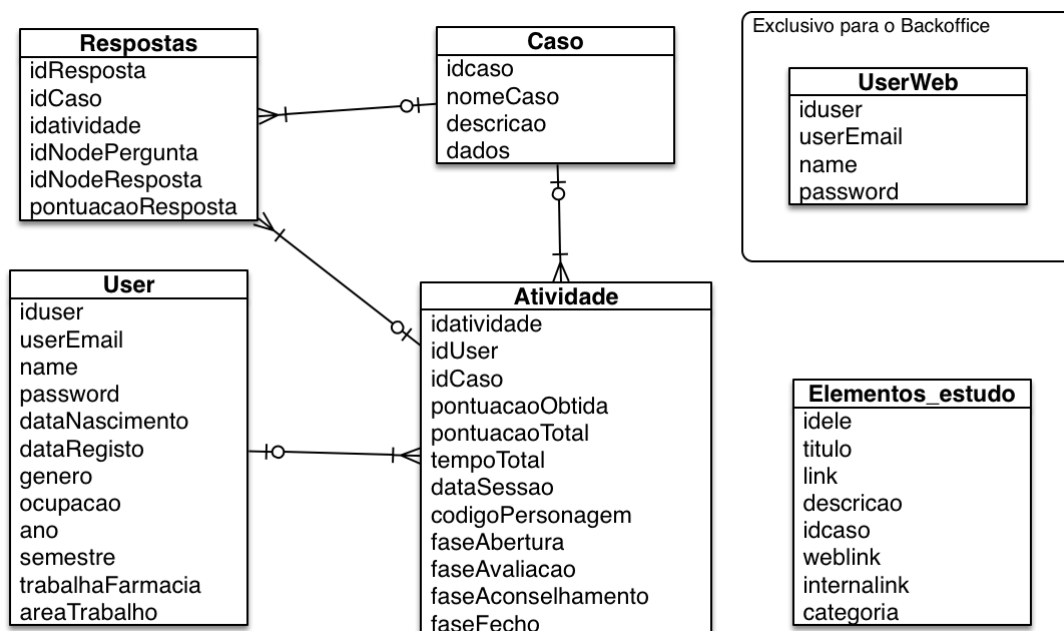 Respostas
idResposta
idCaso
idatividade
idNodePergunta
idNodeResposta
pontuacaoResposta
Caso
idcaso
nomeCaso
descricao
dados
Exclusivo para o Backoffice
UserWeb
iduser
userEmail
name
password
User
iduser
userEmail
name
password
dataNascimento
dataRegisto
genero
ocupacao
ano
semestre
trabalhaFarmacia
areaTrabalho
Atividade
idatividade
idUser
idCaso
pontuacaoObtida
pontuacaoTotal
tempoTotal
dataSessao
codigoPersonagem
faseAbertura
faseAvaliacao
faseAconselhamento
faseFecho
Elementos_estudo
idele
titulo
link
descricao
idcaso
weblink
internalink
categoria